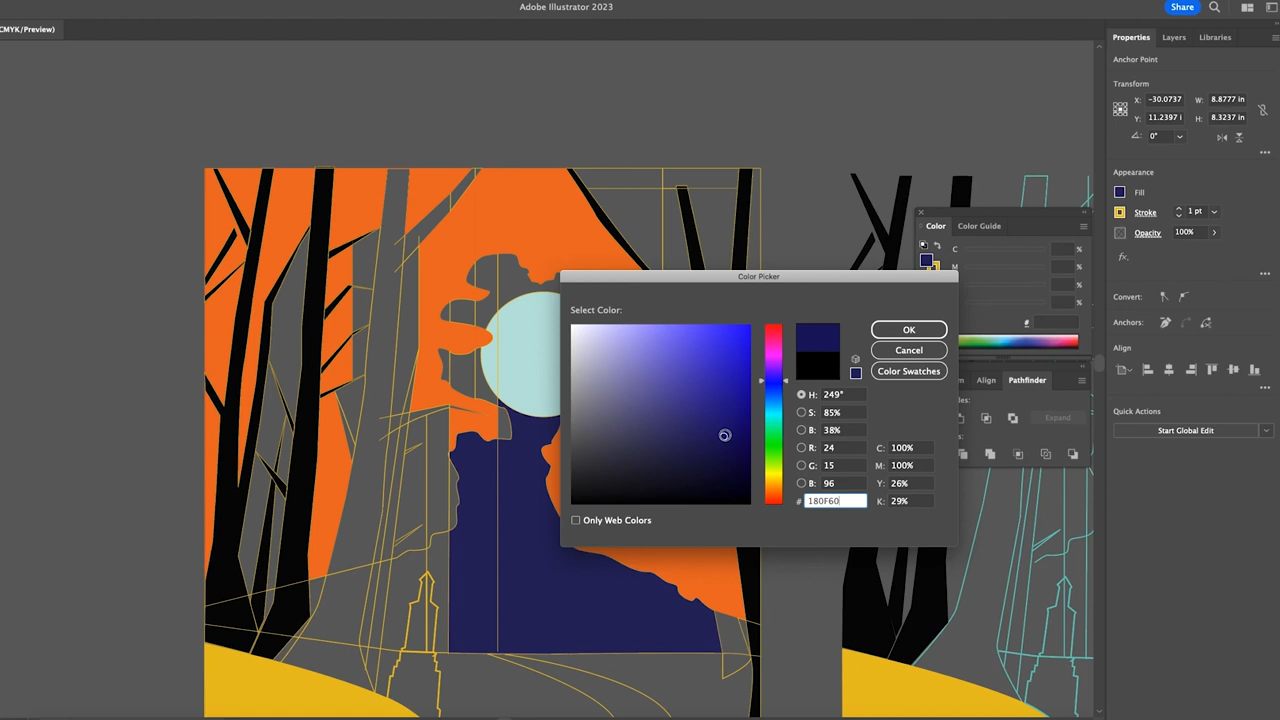 Adobe Illustrator 2023
Share
CMYK/Preview)
Properties Layers Libraries
Anchor Point
Transform
X: -30.0737 W: 8.8777 in
Y: 11.2397 i H: 8.3237 in
0°
Appearance
Fill
Stroke 1 pt
Opacity 100%
fx.
Convert:
Anchors:
Align
Quick Actions
Start Global Edit
Color Color Guide
C %
M %
%
%
#
Align Pathfinder
des:
Expand
s:
Color Picker
Select Color:
OK
Cancel
Color Swatches
H: 249°
S: 85%
B: 38%
R: 24 C: 100%
G: 15 M: 100%
B: 96 Y: 26%
# 180F60 K: 29%
Only Web Colors